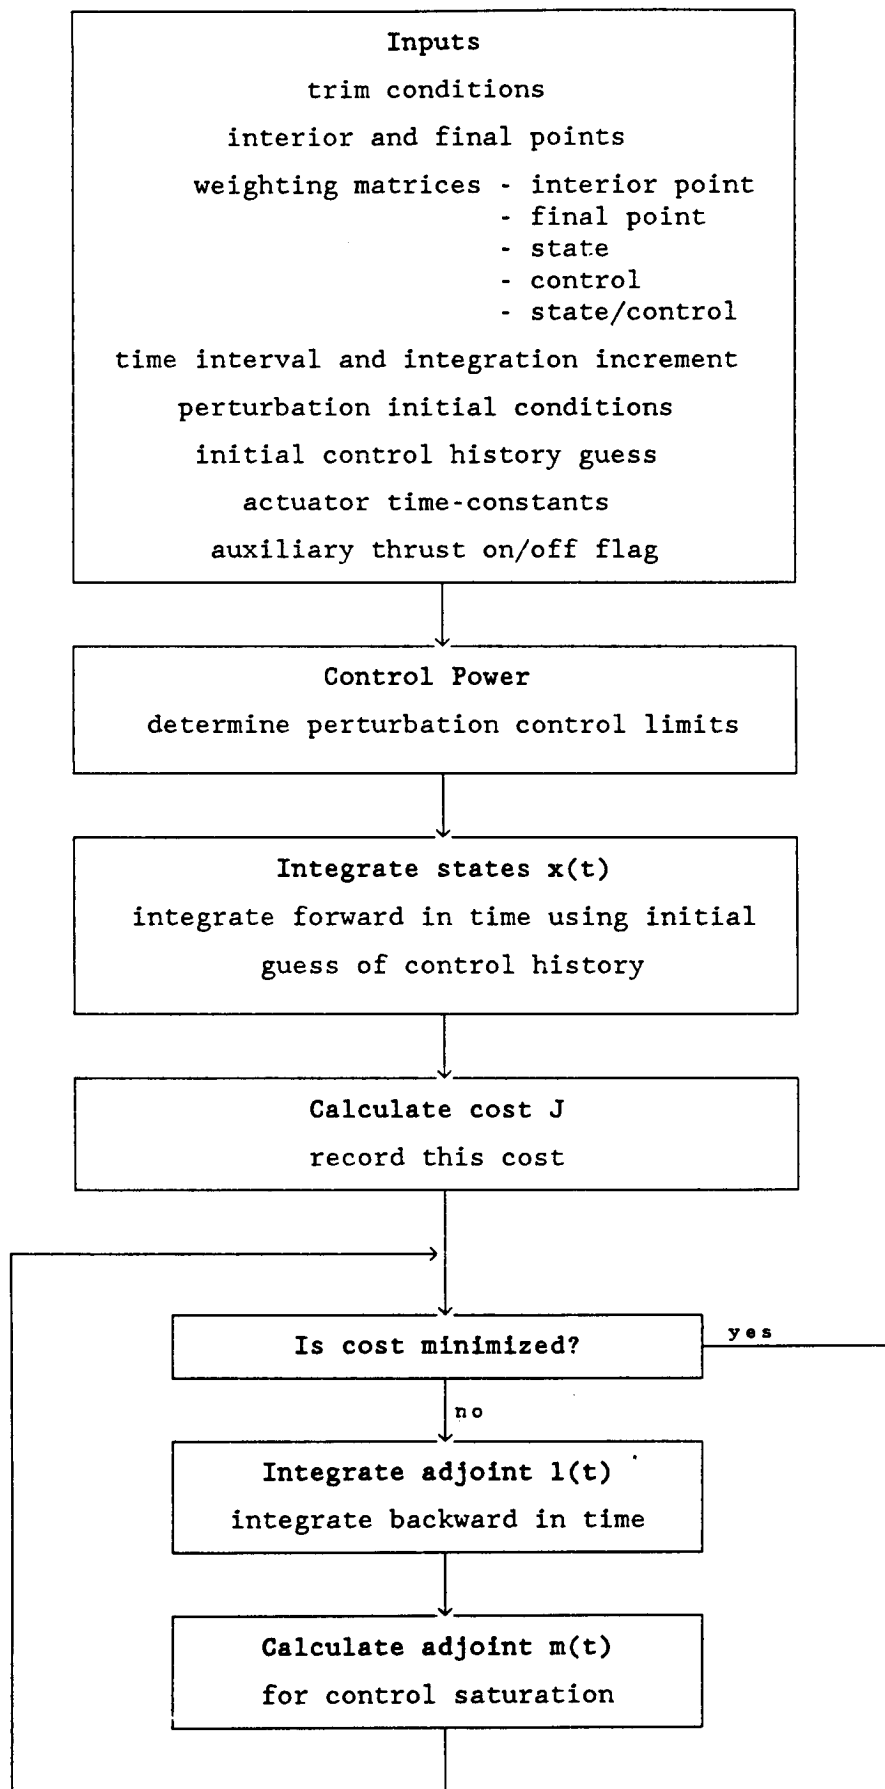 Inputs
trim conditions
interior and final points
weighting matrices - interior point
- final point
- state
- control
- state/control
time interval and integration increment
perturbation initial conditions
initial control history guess
actuator time-constants
auxiliary thrust on/off flag
Control Power
determine perturbation control limits
Integrate states x(t)
integrate forward in time using initial
guess of control history
Calculate cost J
record this cost
Is cost minimized?
yes
no
Integrate adjoint l(t)
integrate backward in time
Calculate adjoint m(t)
for control saturation